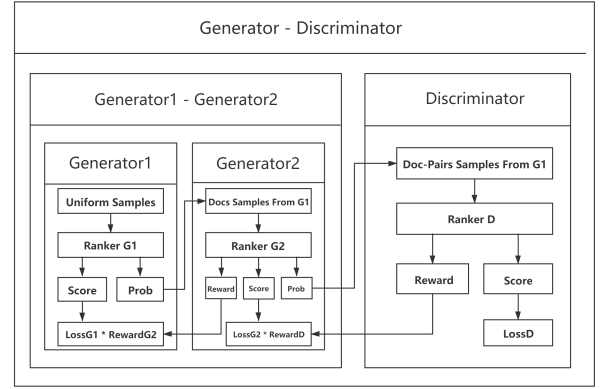 Generator - Discriminator
Generator1 - Generator2
Generator1
Uniform Samples
Ranker G1
Score
Prob
LossG1 * RewardG2
Generator2
Docs Samples From G1
Ranker G2
Reward
Score
Prob
LossG2 * RewardD
Discriminator
Doc-Pairs Samples From G1
Ranker D
Reward
Score
LossD